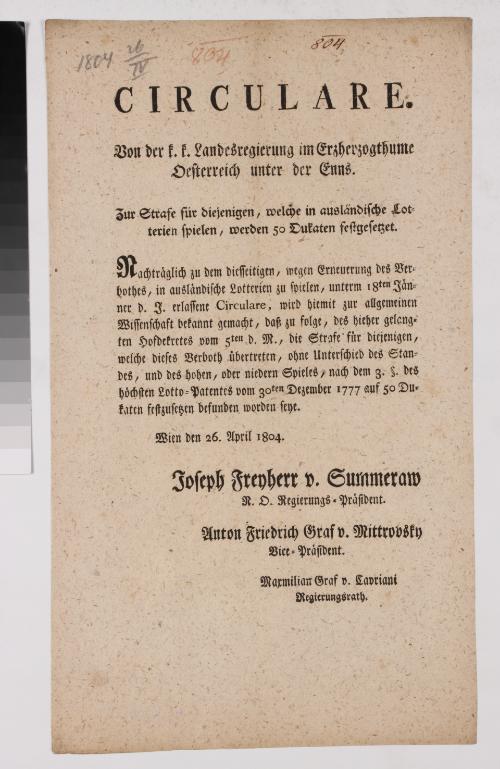 1804 26/IV
804
804
CIRCULARE.
Von der k. k. Landesregierung im Erzherzogthume
Oesterreich unter der Enns.
Zur Strafe für diejenigen, welche in ausländische Lot-
terien spielen, werden 50 Dukaten festgesetzet.
Nachträglich zu dem diesseitigen, wegen Erneuerung des Ver-
bothes, in ausländische Lotterien zu spielen, unterm 18ten Jän-
ner d. J. erlassene Circulare, wird hiemit zur allgemeinen
Wissenschaft bekannt gemacht, daß zu folge, des hieher gelang-
ten Hofdekretes vom 5ten d. M., die Strafe für diejenigen,
welche dieses Verboth übertreten, ohne Unterschied des Stan-
des, und des hohen, oder niedern Spieles, nach dem 3. §. des
höchsten Lotto-Patentes vom 30ten Dezember 1777 auf 50 Du-
katen festzusetzen befunden worden seye.
Wien den 26. April 1804.
Joseph Freyherr v. Summeraw
N. O. Regierungs-Präsident.
Anton Friedrich Graf v. Mittrovsky
Vice-Präsident.
Maxmilian Graf v. Cavriani
Regierungsrath.